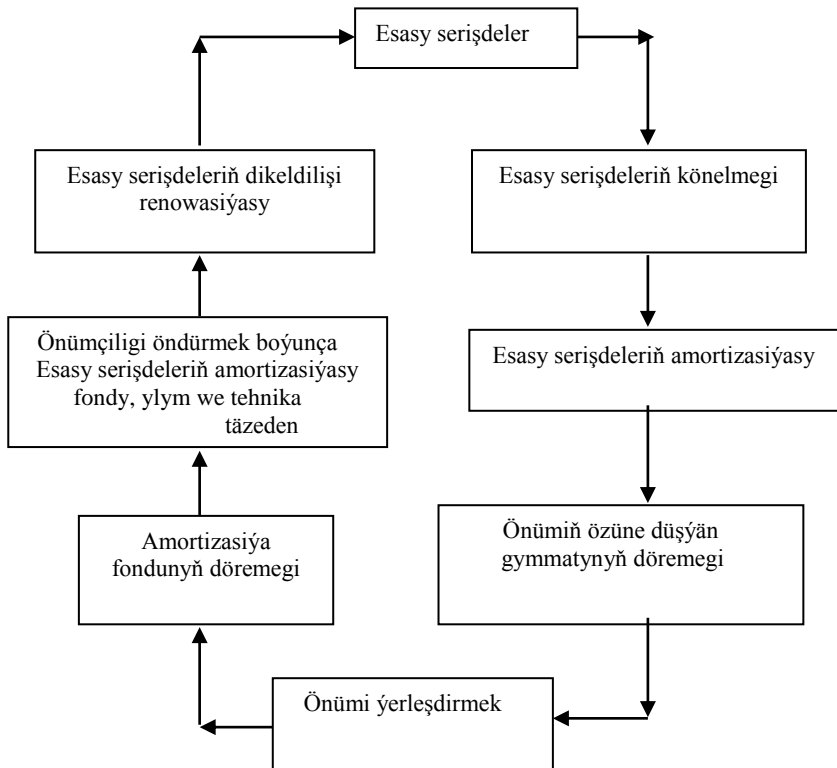 Esasy serişdeler
Esasy serişdeleriň dikeldilişi
renowasiýasy
Esasy serişdeleriň könelmegi
Önümçiligi öndürmek boýunça
Esasy serişdeleriň amortizasiýasy
fondy, ylym we tehnika
täzeden
Esasy serişdeleriň amortizasiýasy
Amortizasiýa
fondunyň döremegi
Önümiň özüne düşýän
gymmatynyň döremegi
Önümi ýerleşdirmek